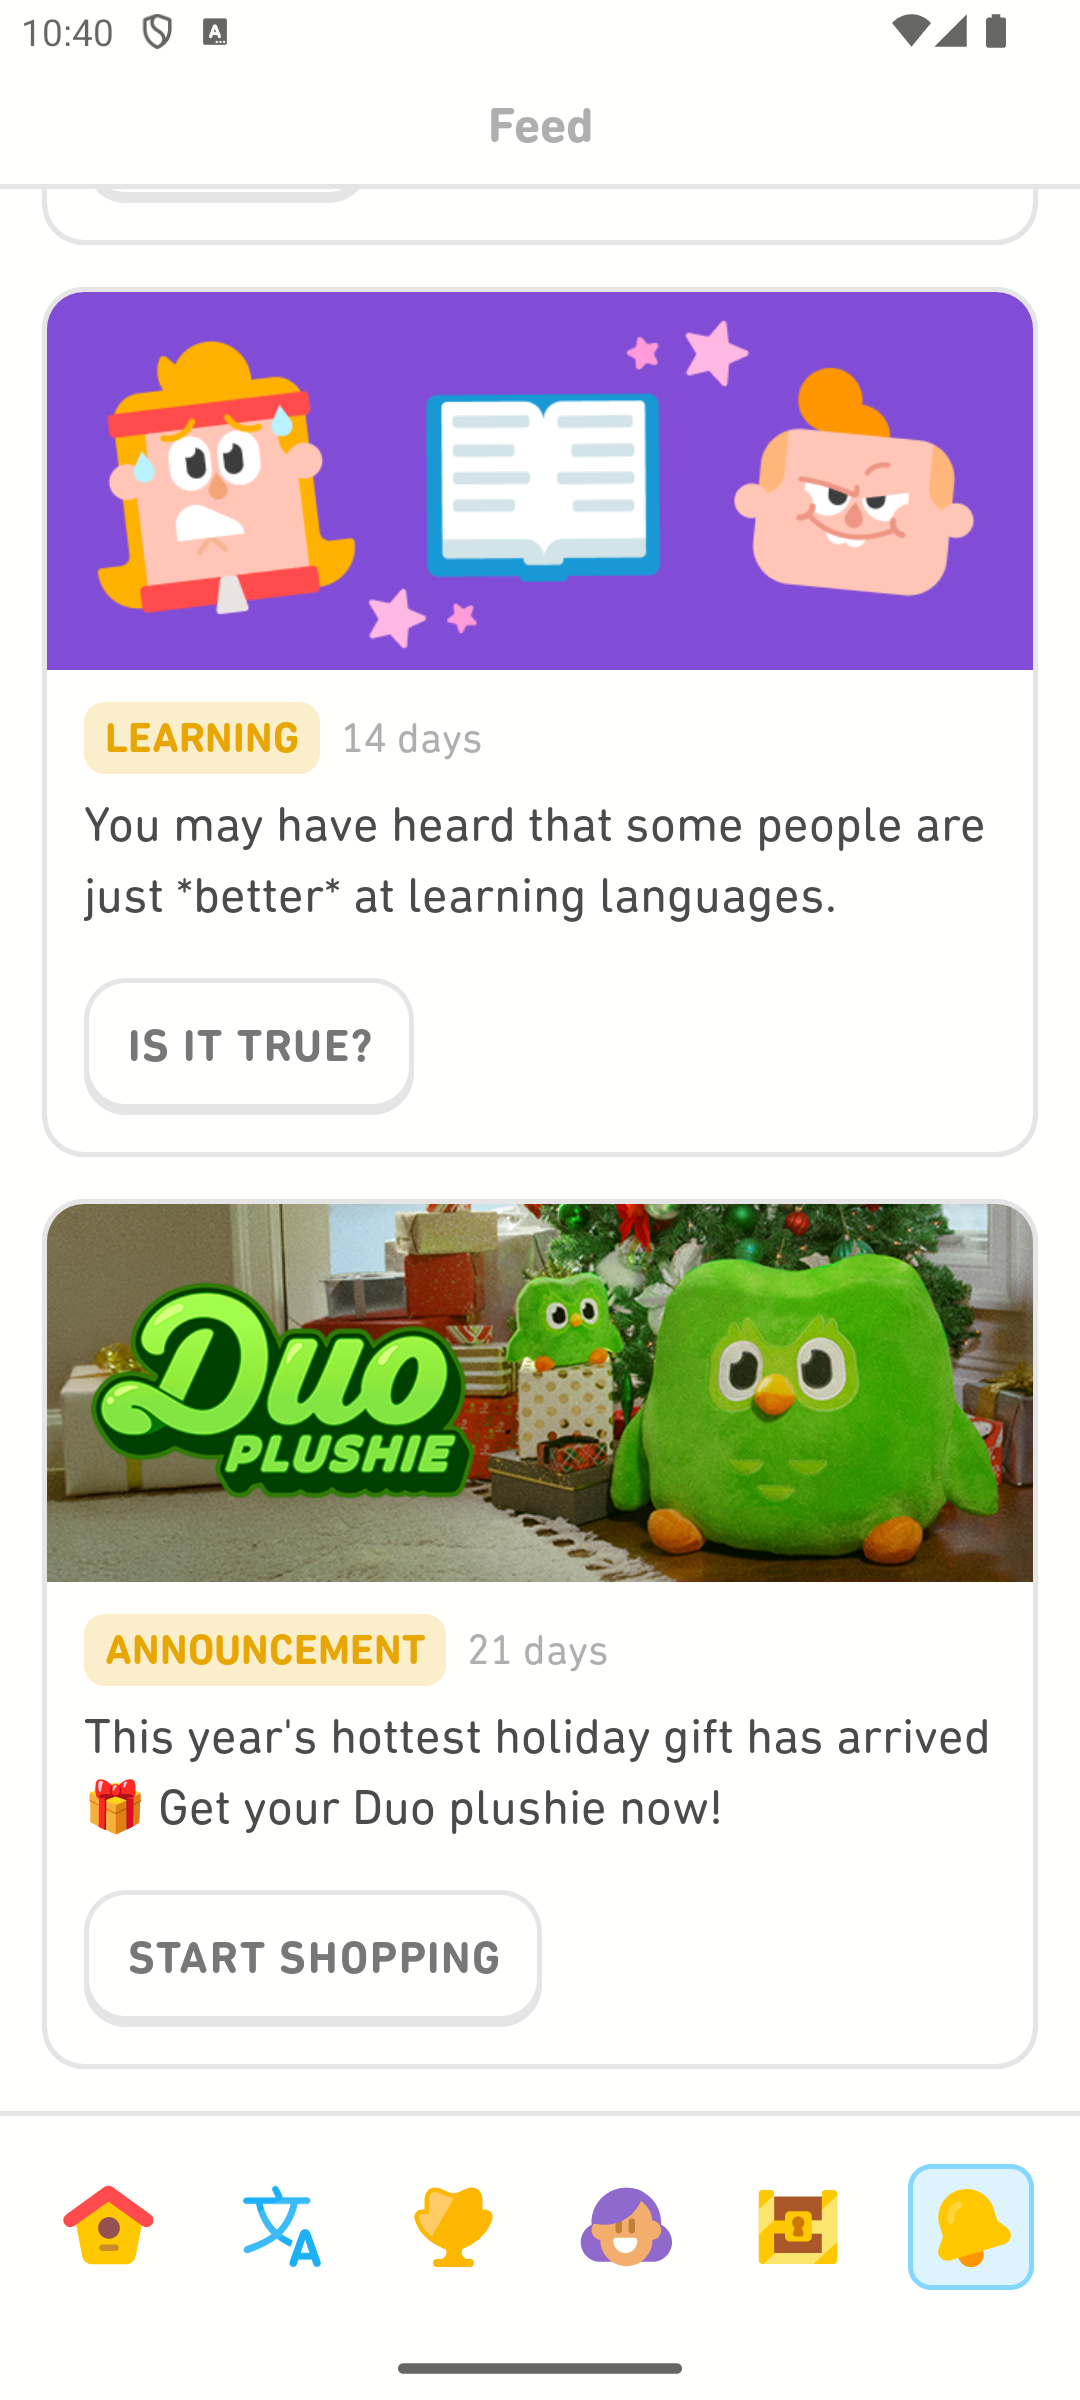 10:40
Feed
LEARNING 14 days
You may have heard that some people are
just *better* at learning languages.
IS IT TRUE?
Duo
PLUSHIE
ANNOUNCEMENT 21 days
This year's hottest holiday gift has arrived
🎁 Get your Duo plushie now!
START SHOPPING